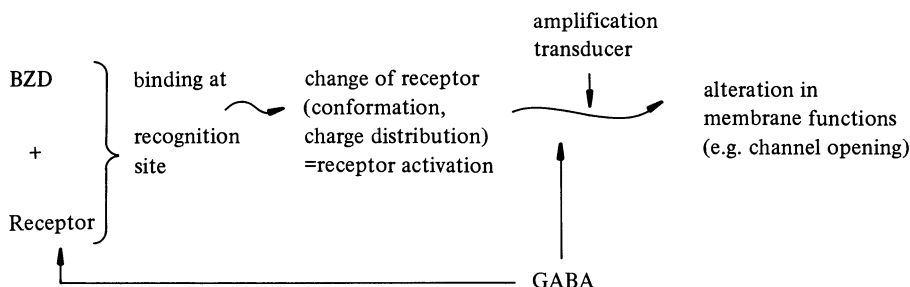 BZD
+
Receptor
binding at
recognition
site
change of receptor
(conformation,
charge distribution)
=receptor activation
amplification
transducer
alteration in
membrane functions
(e.g. channel opening)
GABA